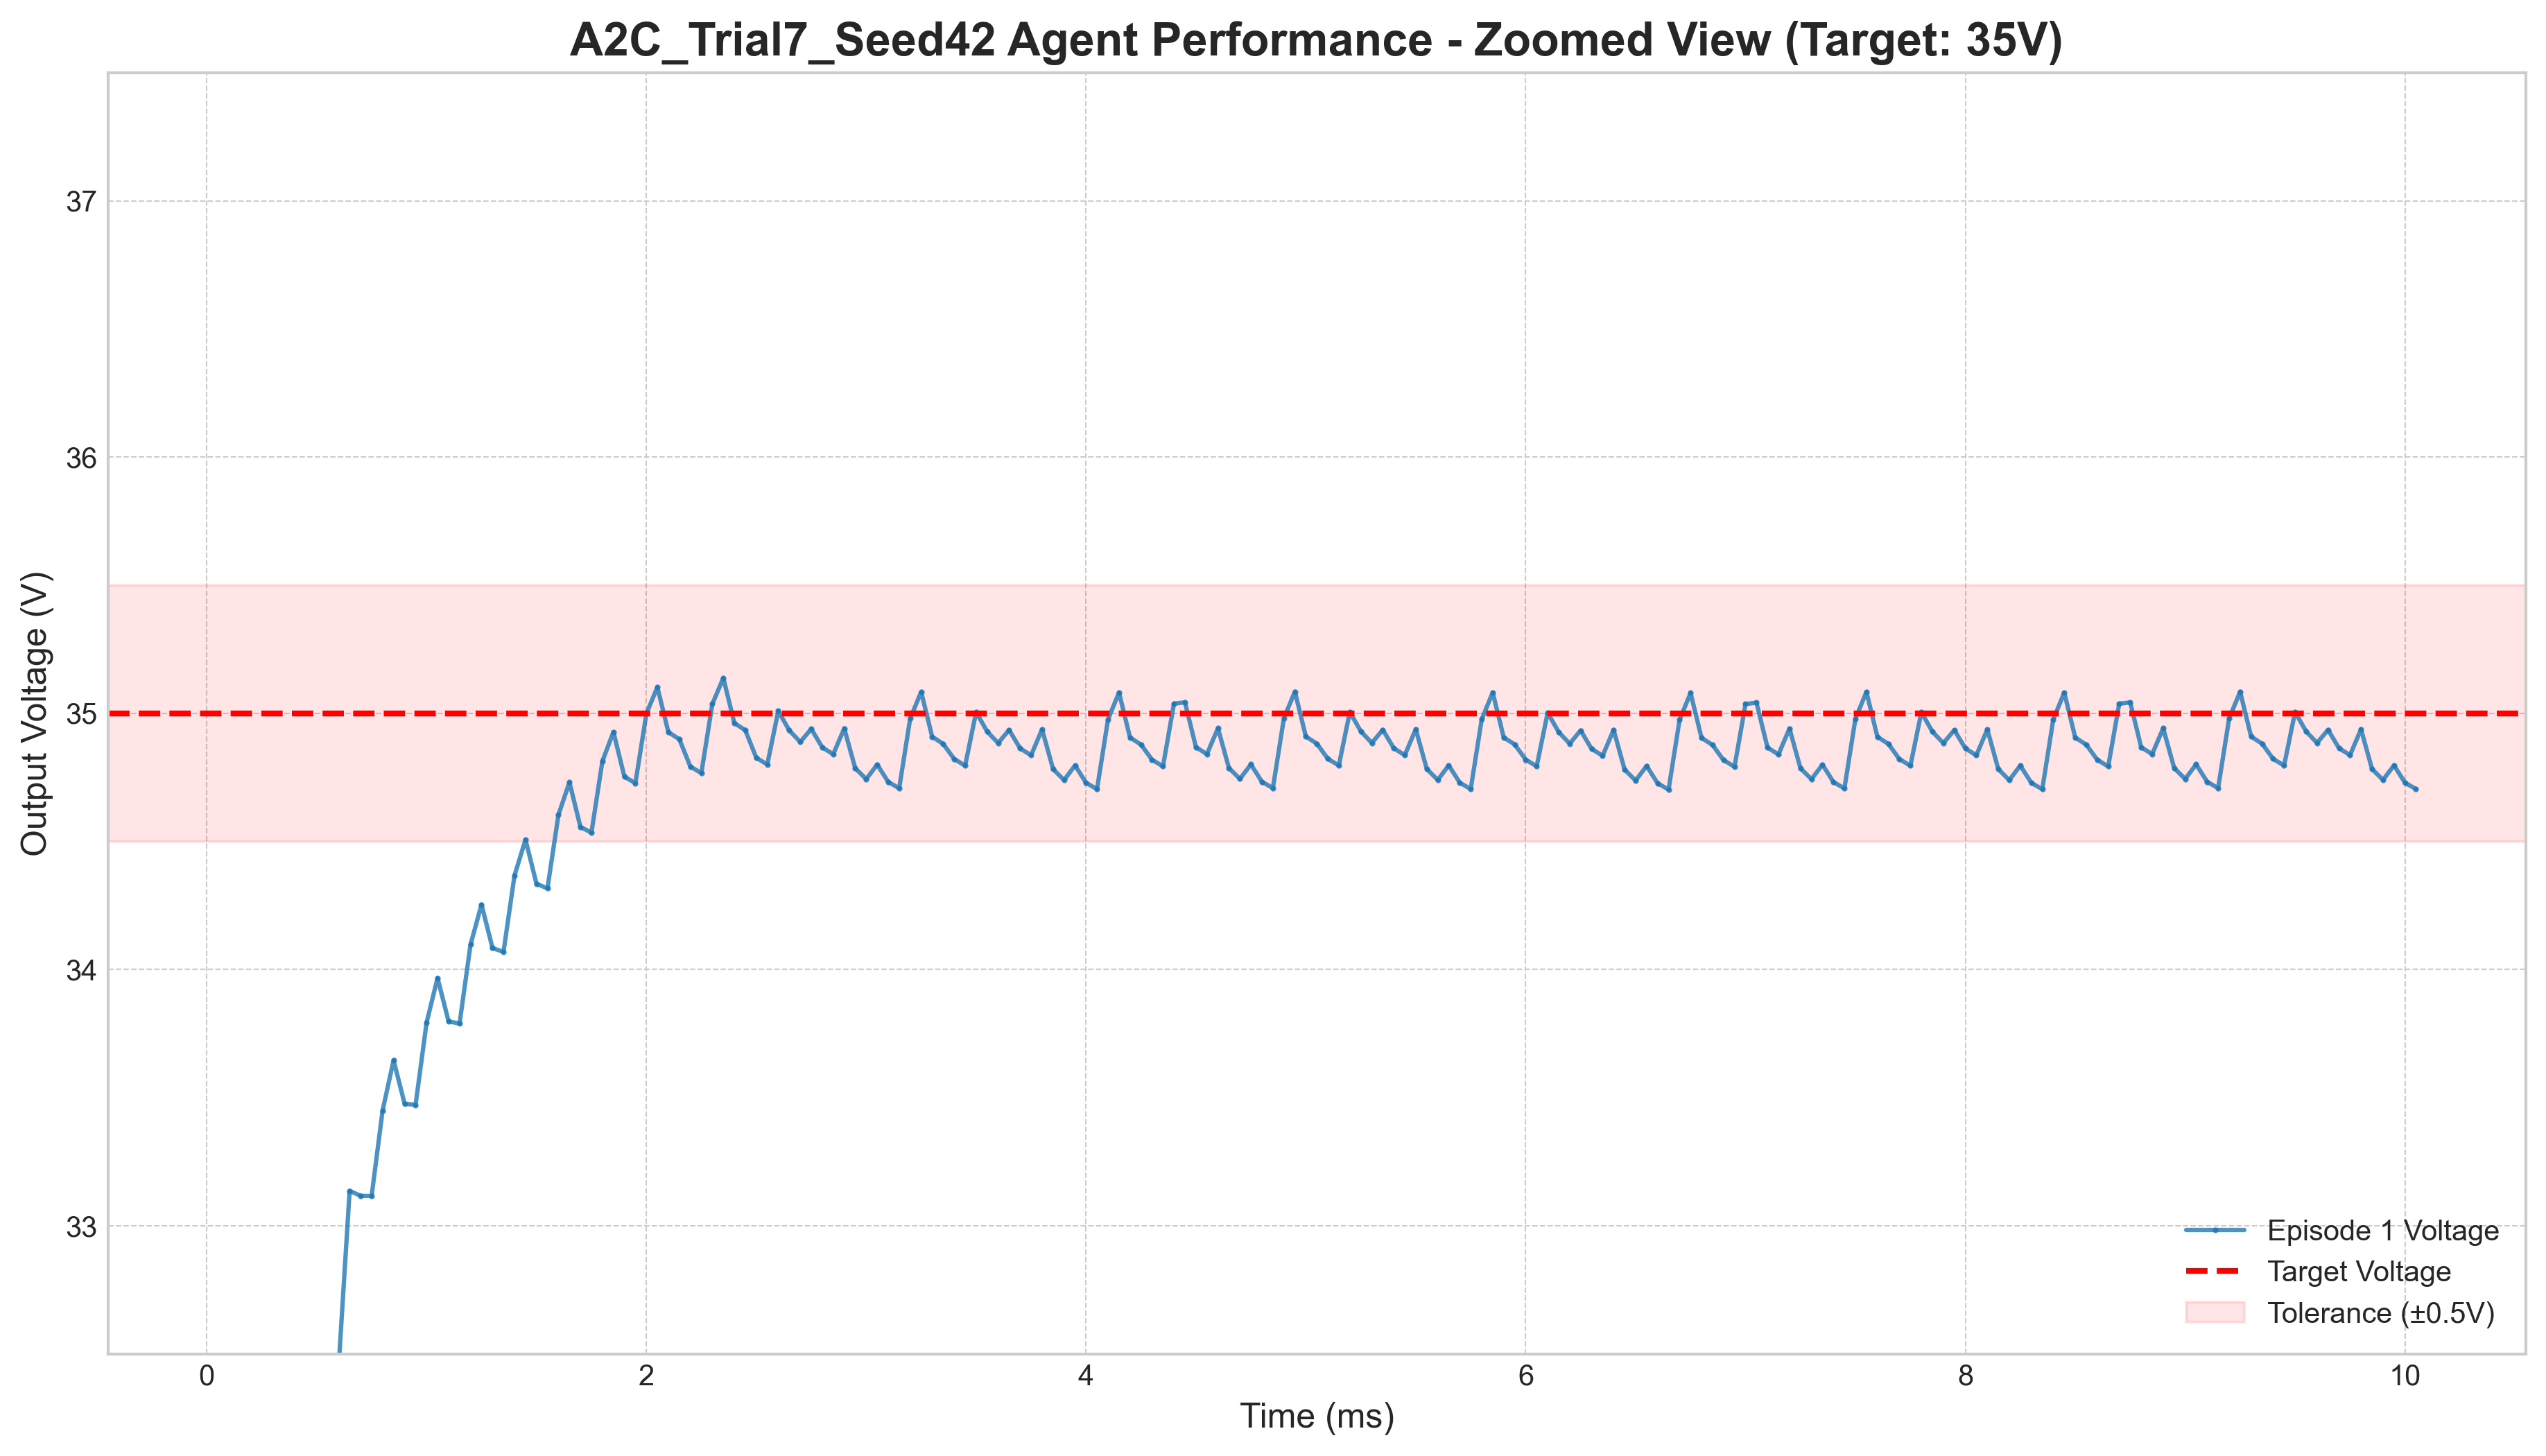 A2C_Trial7_Seed42 Agent Performance - Zoomed View (Target: 35V)
Output Voltage (V)
37
36
35
34
33
0
2
4
6
8
10
Time (ms)
Episode 1 Voltage
Target Voltage
Tolerance (±0.5V)